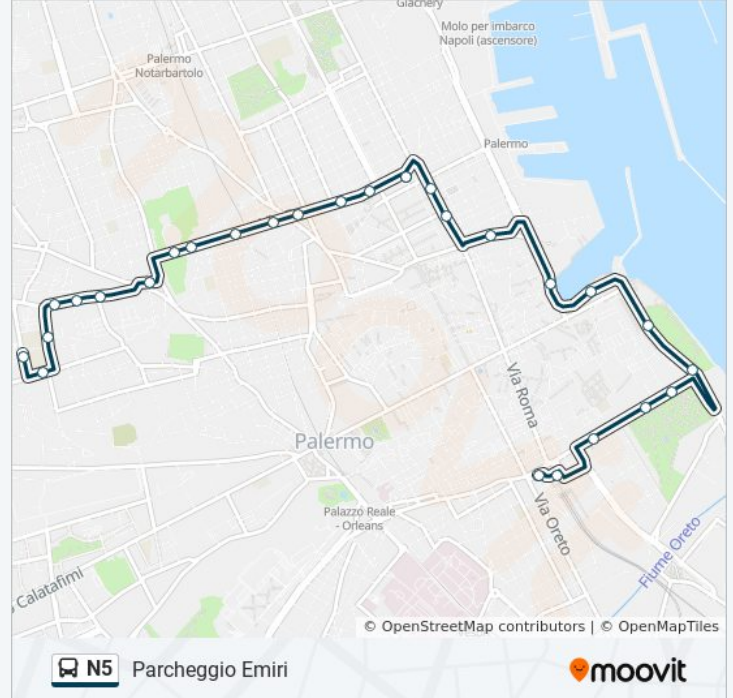 Giachery
Molo per imbarco
Napoli (ascensore)
Palermo
Notarbartolo
Palermo
Via Roma
Palermo
Palazzo Reale
- Orleans
Via Oreto
Fiume Oreto
o Calatafimi
© OpenStreetMap contributors | © OpenMapTiles
N5 Parcheggio Emiri
moovit